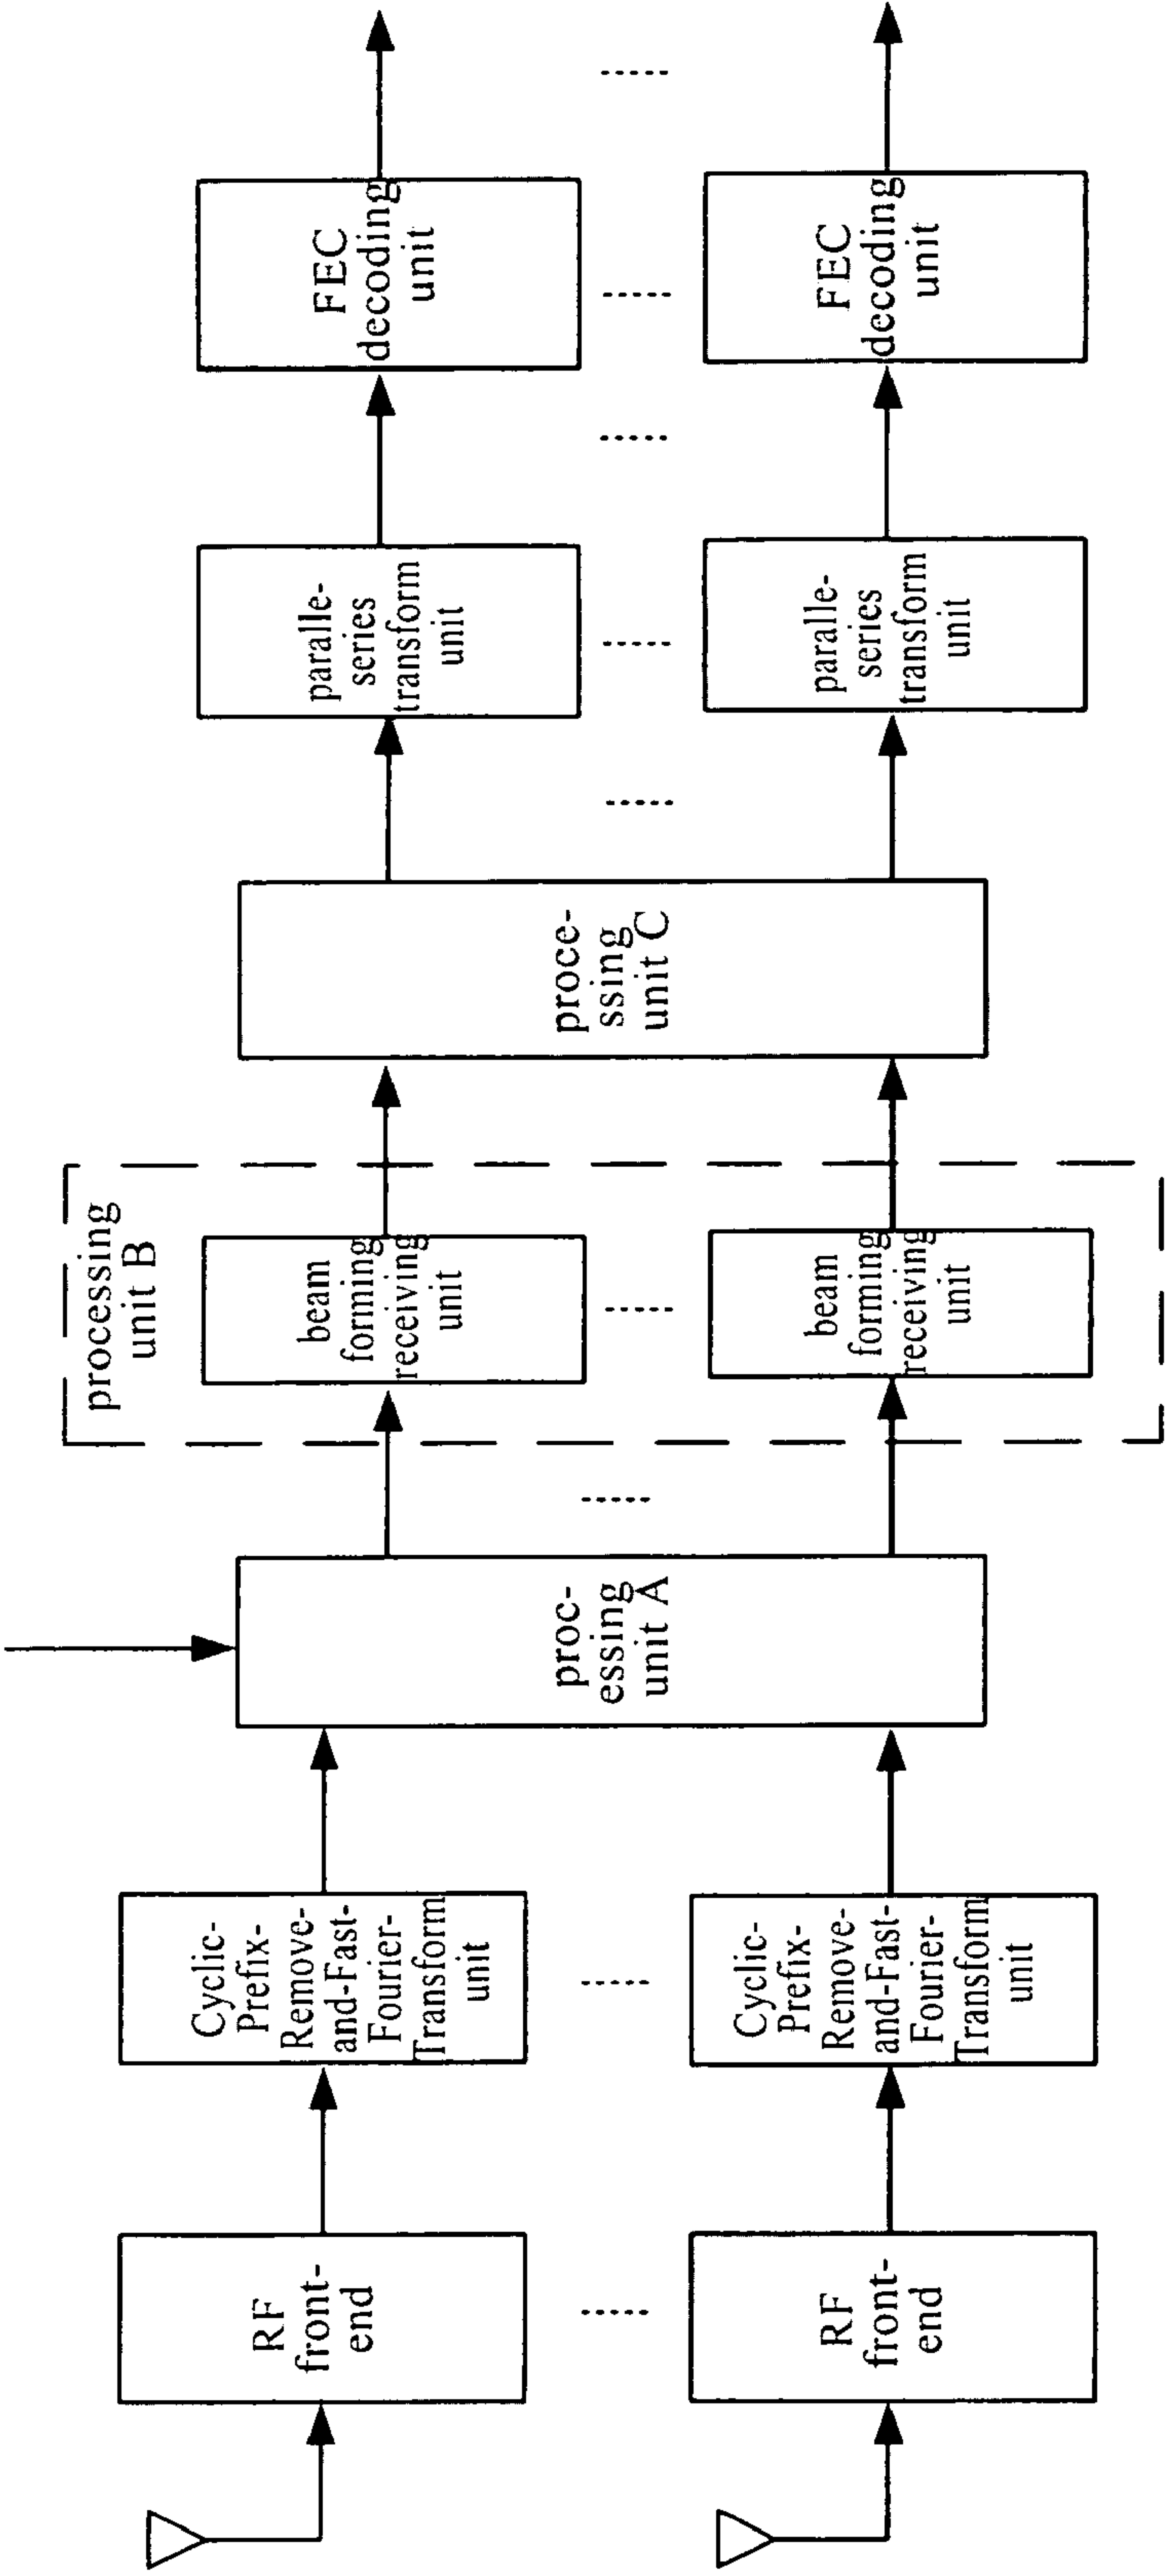 RF
front-
end
Cyclic-
Prefix-
Remove-
and-Fast-
Fourier-
Transform
unit
proc-
essing
unit A
processing
unit B
beam
forming
receiving
unit
proce-
ssing
unit C
paralle-
series
transform
unit
FEC
decoding
unit
RF
front-
end
Cyclic-
Prefix-
Remove-
and-Fast-
Fourier-
Transform
unit
beam
forming
receiving
unit
paralle-
series
transform
unit
FEC
decoding
unit